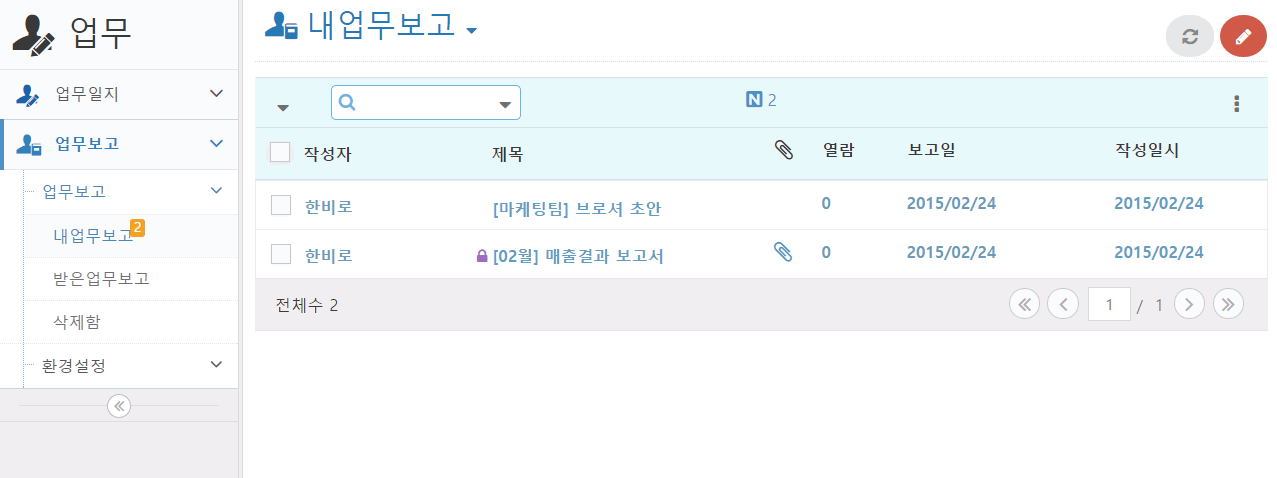 업무
업무일지
업무보고
업무보고
내업무보고 2
받은업무보고
삭제함
환경설정
내업무보고
N 2
작성자 제목 열람 보고일 작성일시
한비로 [마케팅팀] 브로셔 초안 0 2015/02/24 2015/02/24
한비로 [02월] 매출결과 보고서 0 2015/02/24 2015/02/24
전체수 2 1 / 1